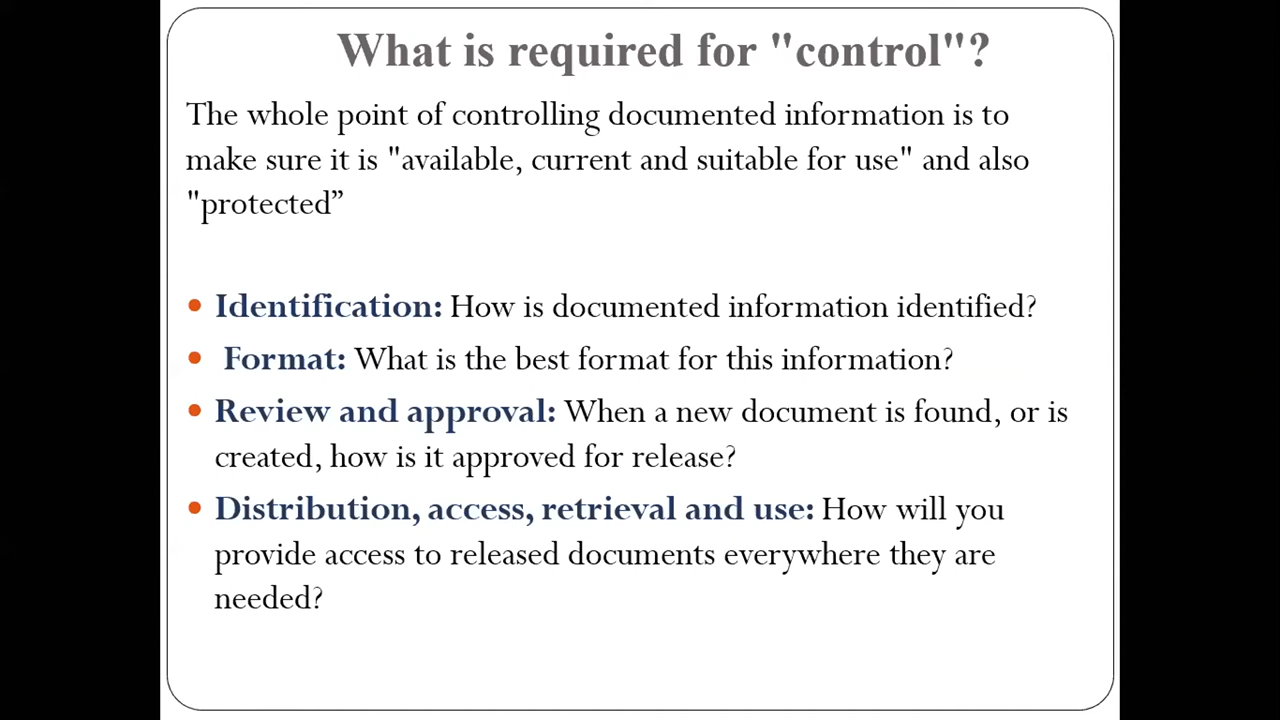 What is required for "control"?
The whole point of controlling documented information is to
make sure it is "available, current and suitable for use" and also
"protected”
• Identification: How is documented information identified?
• Format: What is the best format for this information?
• Review and approval: When a new document is found, or is
created, how is it approved for release?
• Distribution, access, retrieval and use: How will you
provide access to released documents everywhere they are
needed?